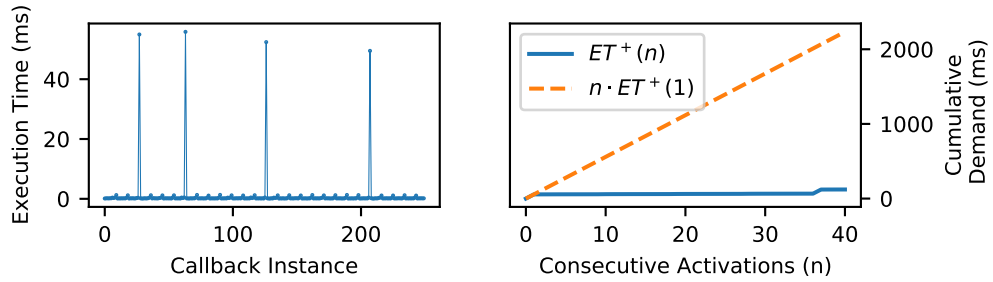 Execution Time (ms)
40
20
0
0
100
200
Callback Instance
ET⁺(n)
n · ET⁺(1)
2000
1000
0
Cumulative
Demand (ms)
0
10
20
30
40
Consecutive Activations (n)